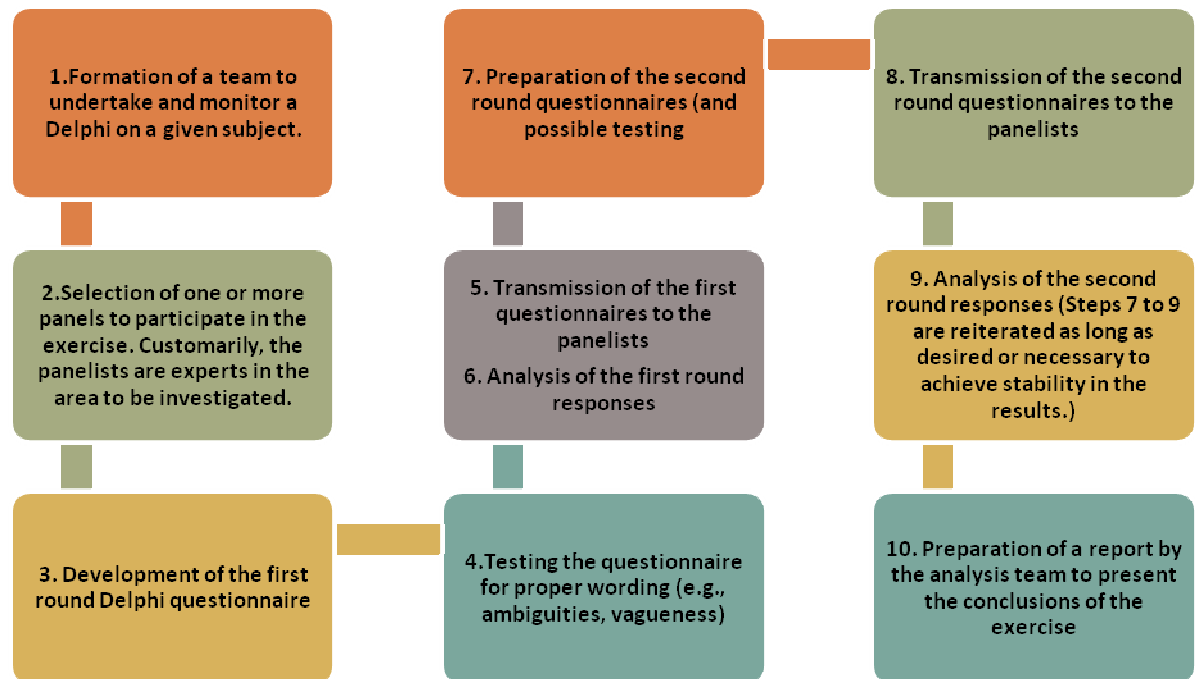 1.Formation of a team to
undertake and monitor a
Delphi on a given subject.
2.Selection of one or more
panels to participate in the
exercise. Customarily, the
panelists are experts in the
area to be investigated.
3. Development of the first
round Delphi questionnaire
4.Testing the questionnaire
for proper wording (e.g.,
ambiguities, vagueness)
5. Transmission of the first
questionnaires to the
panelists
6. Analysis of the first round
responses
7. Preparation of the second
round questionnaires (and
possible testing
8. Transmission of the second
round questionnaires to the
panelists
9. Analysis of the second
round responses (Steps 7 to 9
are reiterated as long as
desired or necessary to
achieve stability in the
results.)
10. Preparation of a report by
the analysis team to present
the conclusions of the
exercise